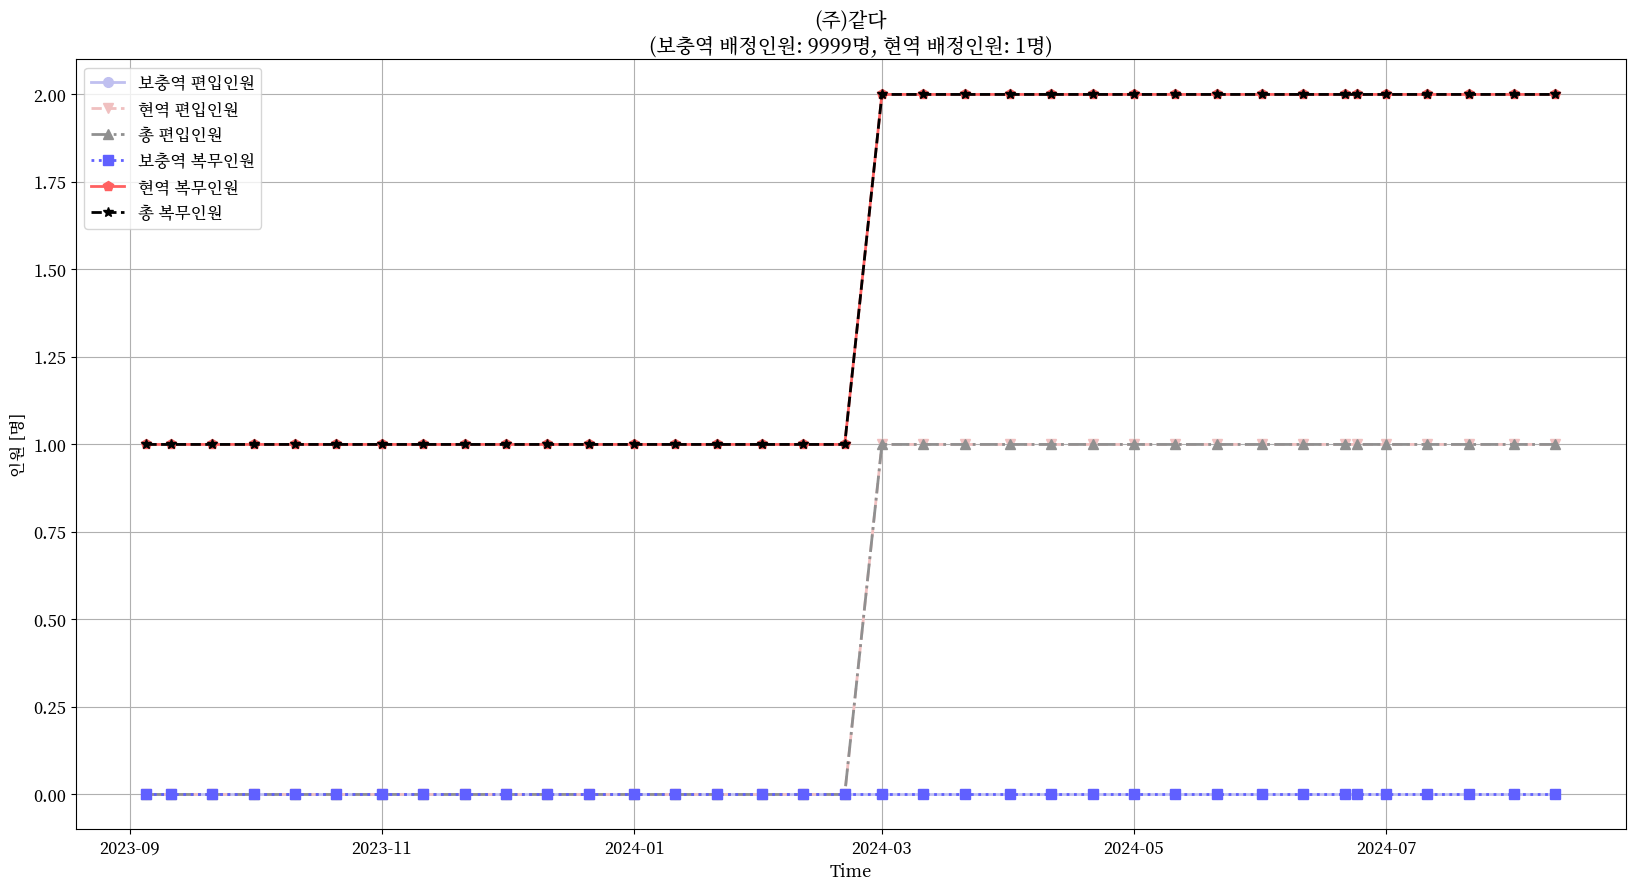 (주)같다
(보충역 배정인원: 9999명, 현역 배정인원: 1명)
보충역 편입인원
현역 편입인원
총 편입인원
보충역 복무인원
현역 복무인원
총 복무인원
2.00
1.75
1.50
1.25
1.00
0.75
0.50
0.25
0.00
인원 [명]
2023-09
2023-11
2024-01
2024-03
2024-05
2024-07
Time